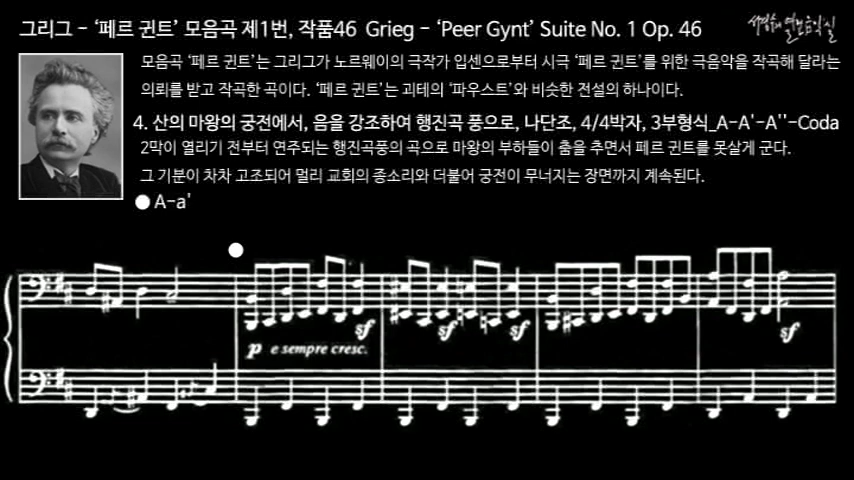 그리그 - ‘페르 귄트’ 모음곡 제1번, 작품46 Grieg - ‘Peer Gynt’ Suite No. 1 Op. 46
모음곡 ‘페르 귄트’는 그리그가 노르웨이의 극작가 입센으로부터 시극 ‘페르 귄트’를 위한 극음악을 작곡해 달라는
의뢰를 받고 작곡한 곡이다. ‘페르 귄트’는 괴테의 ‘파우스트’와 비슷한 전설의 하나이다.
4. 산의 마왕의 궁전에서, 음을 강조하여 행진곡 풍으로, 나단조, 4/4박자, 3부형식_A-A'-A''-Coda
2막이 열리기 전부터 연주되는 행진곡풍의 곡으로 마왕의 부하들이 춤을 추면서 페르 귄트를 못살게 군다.
그 기분이 차차 고조되어 멀리 교회의 종소리와 더불어 궁전이 무너지는 장면까지 계속된다.
A-a'
sf sf sf sf
p e sempre cresc.